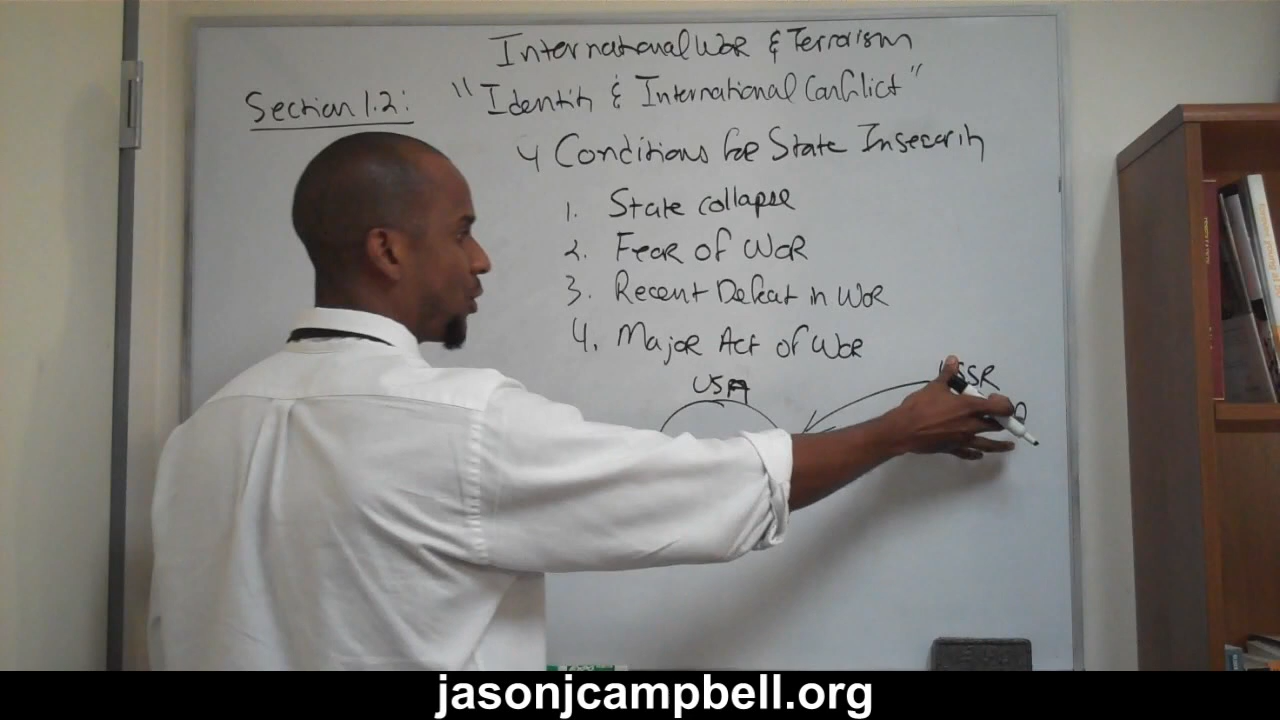 International War & Terrorism
Section 1.2: "Identity & International Conflict"
4 Conditions for State Insecurity
1. State collapse
2. Fear of War
3. Recent Defeat in War
4. Major Act of War
USA
USSR
jasonjcampbell.org